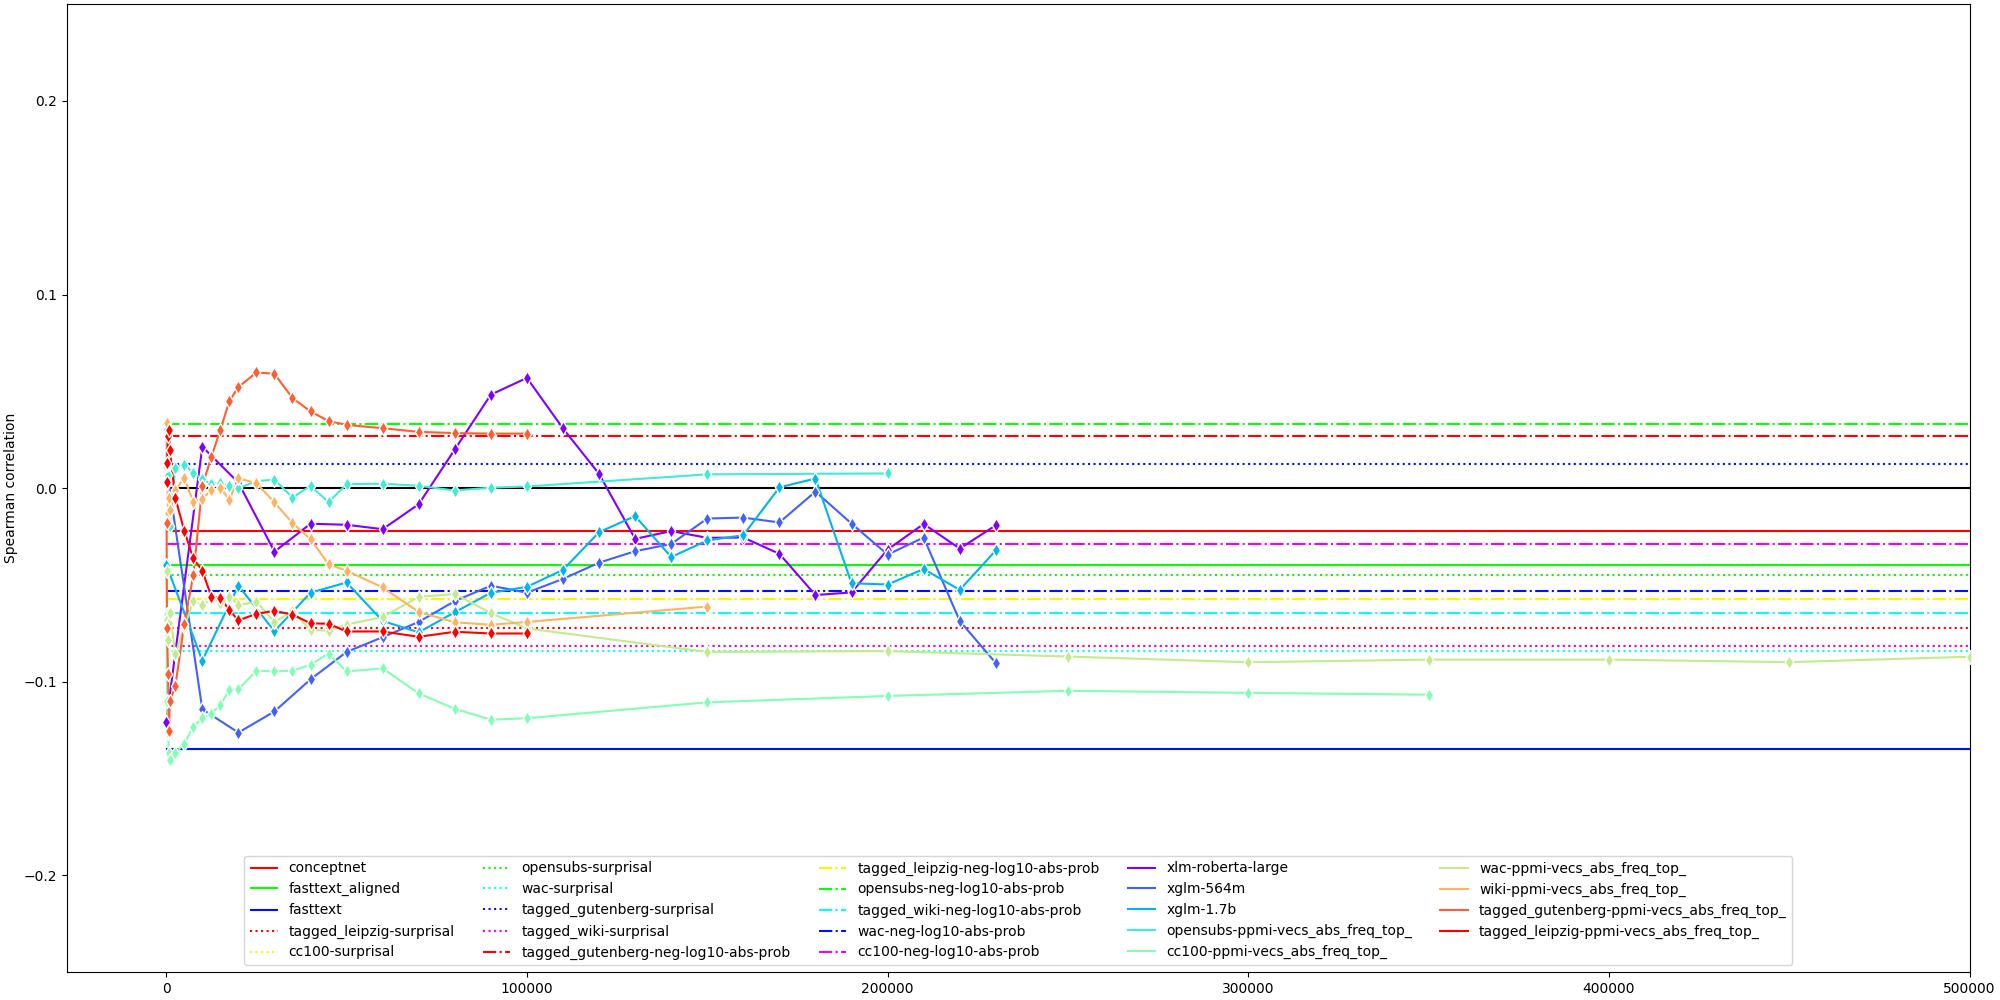 0.2
0.1
0.0
−0.1
−0.2
Spearman correlation
conceptnet
fasttext_aligned
fasttext
tagged_leipzig-surprisal
cc100-surprisal
opensubs-surprisal
wac-surprisal
tagged_gutenberg-surprisal
tagged_wiki-surprisal
tagged_gutenberg-neg-log10-abs-prob
tagged_leipzig-neg-log10-abs-prob
opensubs-neg-log10-abs-prob
tagged_wiki-neg-log10-abs-prob
wac-neg-log10-abs-prob
cc100-neg-log10-abs-prob
xlm-roberta-large
xglm-564m
xglm-1.7b
opensubs-ppmi-vecs_abs_freq_top_
cc100-ppmi-vecs_abs_freq_top_
wac-ppmi-vecs_abs_freq_top_
wiki-ppmi-vecs_abs_freq_top_
tagged_gutenberg-ppmi-vecs_abs_freq_top_
tagged_leipzig-ppmi-vecs_abs_freq_top_
0
100000
200000
300000
400000
500000